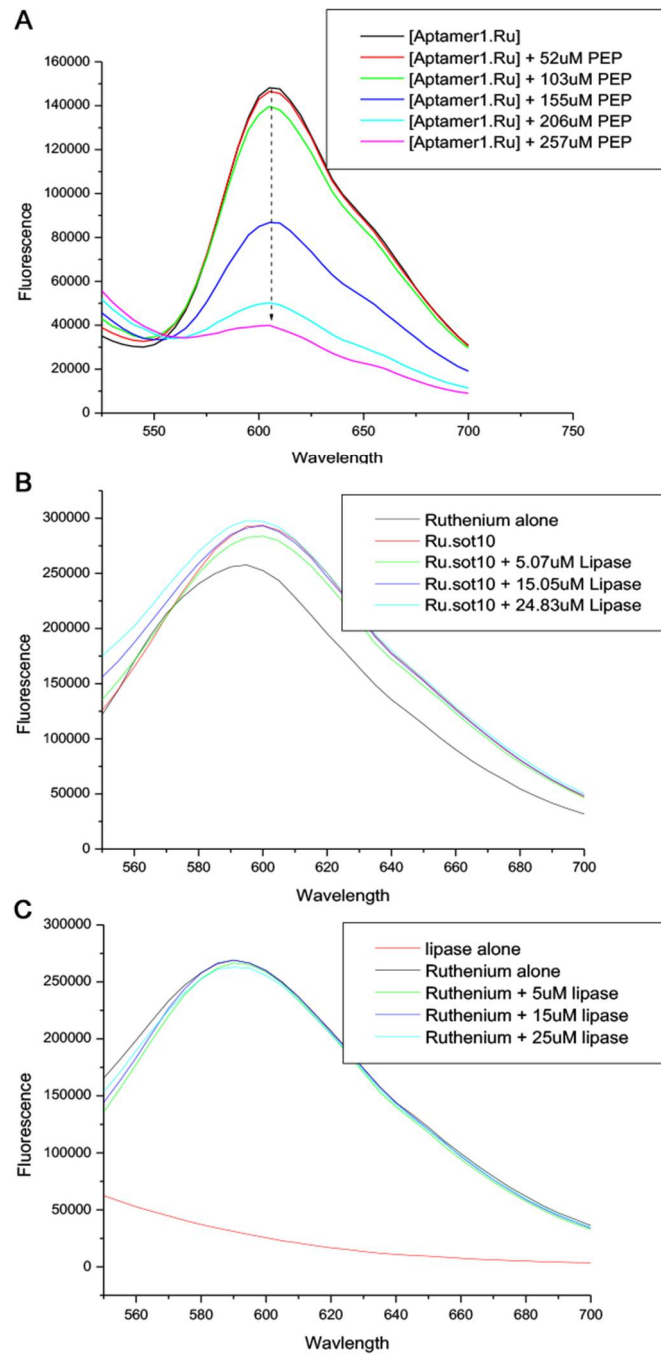 A
[Aptamer1.Ru]
[Aptamer1.Ru] + 52uM PEP
[Aptamer1.Ru] + 103uM PEP
[Aptamer1.Ru] + 155uM PEP
[Aptamer1.Ru] + 206uM PEP
[Aptamer1.Ru] + 257uM PEP
180000
160000
140000
120000
100000
80000
60000
40000
20000
0
Fluorescence
550 600 650 700 750
Wavelength
B
Ruthenium alone
Ru.sot10
Ru.sot10 + 5.07uM Lipase
Ru.sot10 + 15.05uM Lipase
Ru.sot10 + 24.83uM Lipase
300000
250000
200000
150000
100000
50000
0
Fluorescence
560 580 600 620 640 660 680 700
Wavelength
C
lipase alone
Ruthenium alone
Ruthenium + 5uM lipase
Ruthenium + 15uM lipase
Ruthenium + 25uM lipase
300000
250000
200000
150000
100000
50000
0
Fluorescence
560 580 600 620 640 660 680 700
Wavlength